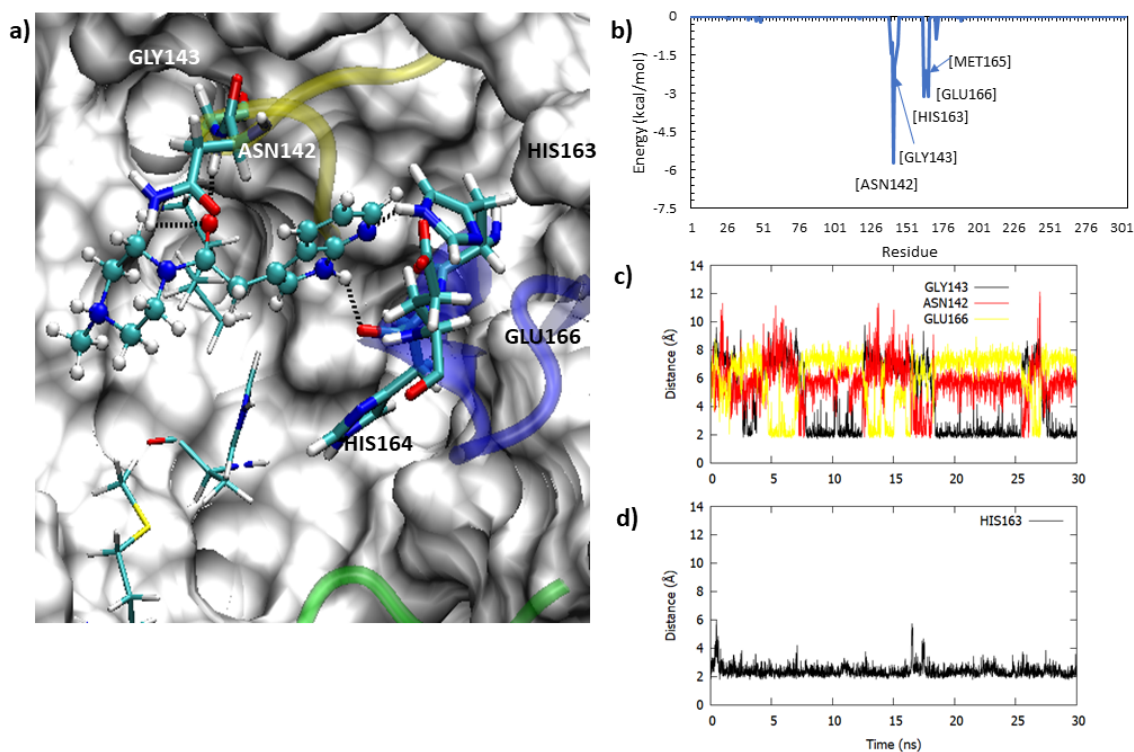 a)
GLY143
ASN142
HIS163
GLU166
HIS164
b)
0
-1.5
-3
-4.5
-6
-7.5
Energy (kcal/mol)
[MET165]
[GLU166]
[HIS163]
[GLY143]
[ASN142]
1 26 51 76 101 126 151 176 201 226 251 276 301
Residue
c)
14
12
10
8
6
4
2
0
Distance (Å)
GLY143
ASN142
GLU166
0 5 10 15 20 25 30
d)
14
12
10
8
6
4
2
0
Distance (Å)
HIS163
0 5 10 15 20 25 30
Time (ns)